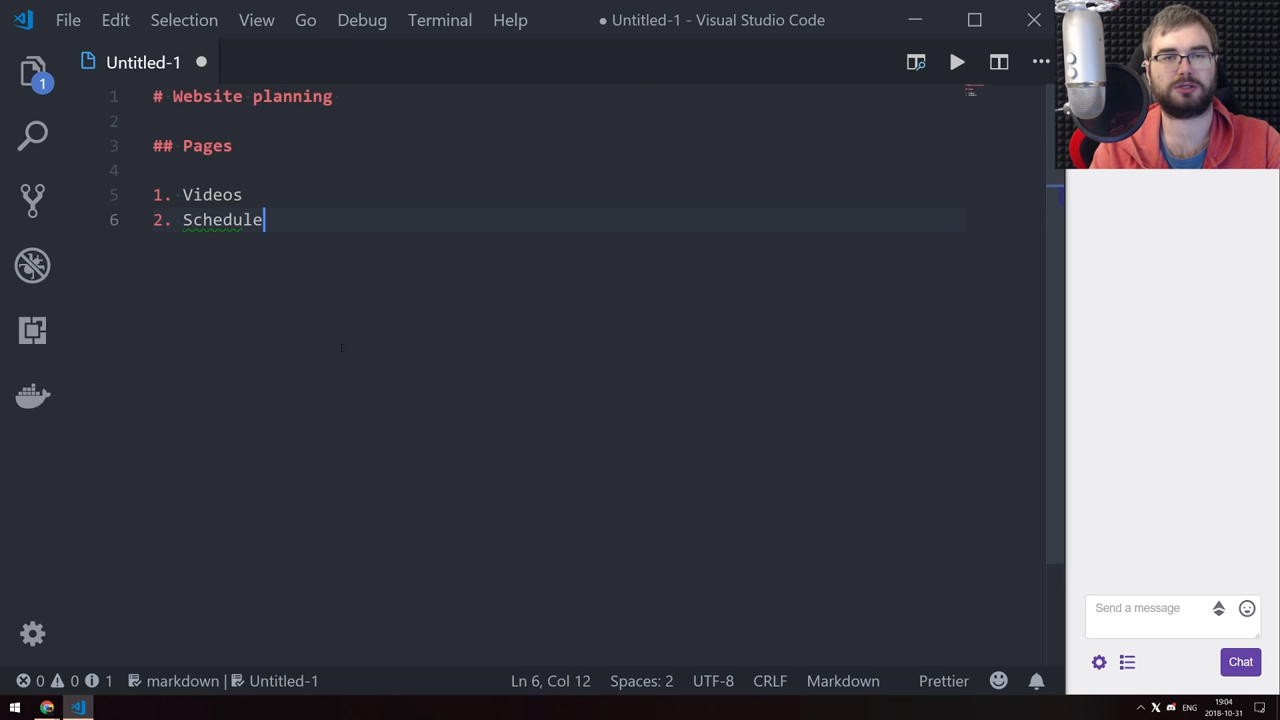 File Edit Selection View Go Debug Terminal Help ● Untitled-1 - Visual Studio Code
1
Untitled-1
1 # Website planning
2
3 ## Pages
4
5 1. Videos
6 2. Schedule
Send a message
Chat
0 0 1 markdown | Untitled-1 Ln 6, Col 12 Spaces: 2 UTF-8 CRLF Markdown Prettier
ENG
19:04
2018-10-31